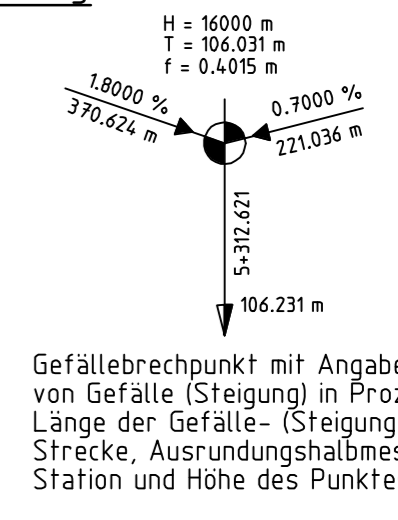 H = 16000 m
T = 106.031 m
f = 0.4015 m
1.8000 %
370.624 m
0.7000 %
221.036 m
5+312.621
106.231 m
Gefällebrechpunkt mit Angabe
von Gefälle (Steigung) in Proz
Länge der Gefälle- (Steigung
Strecke, Ausrundungshalbmes
Station und Höhe des Punkte